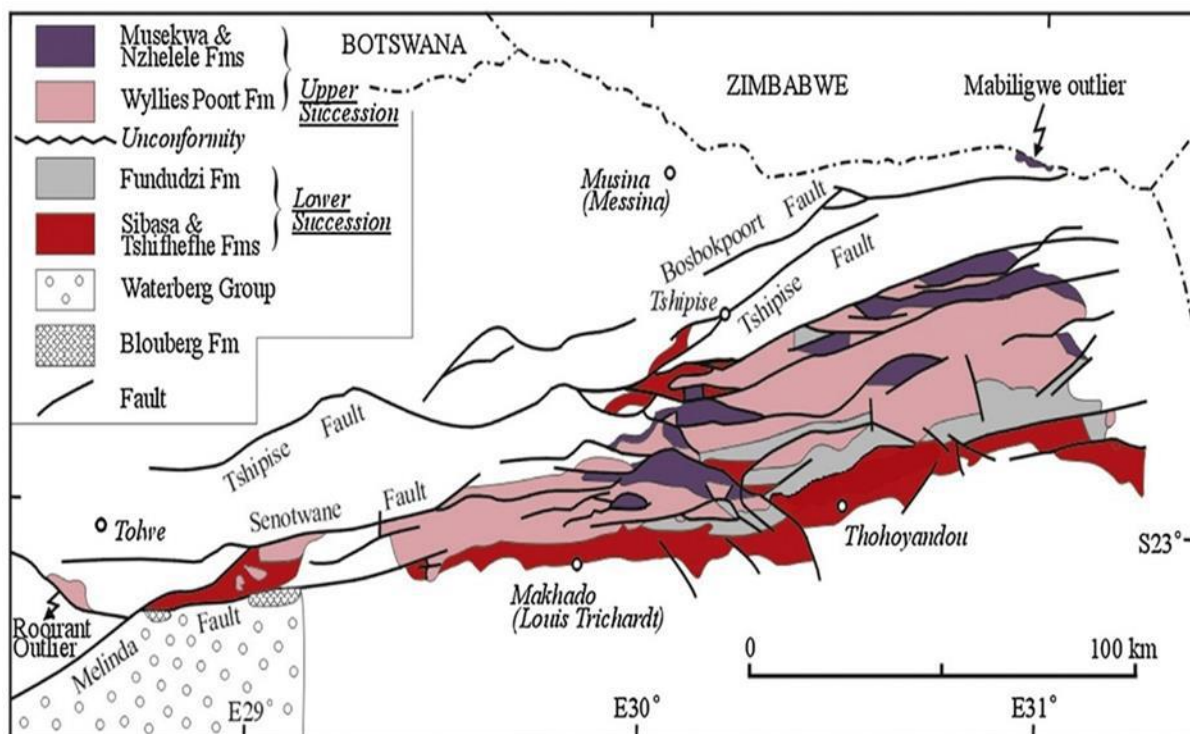 Musekwa &
Nzhelele Fms
Wyllies Poort Fm
Upper
Succession
Unconformity
Fundudzi Fm
Lower
Succession
Sibasa &
Tshifhefhe Fms
Waterberg Group
Blouberg Fm
Fault
BOTSWANA
ZIMBABWE
Mabiligwe outlier
Musina
(Messina)
Bosbokpoort Fault
Tshipise
Tshipise Fault
Tshipise Fault
Senotwane Fault
Tolwe
Thohoyandou
S23°
Makhado
(Louis Trichardt)
Rooirant
Outlier
Melinda Fault
0 100 km
E29° E30° E31°